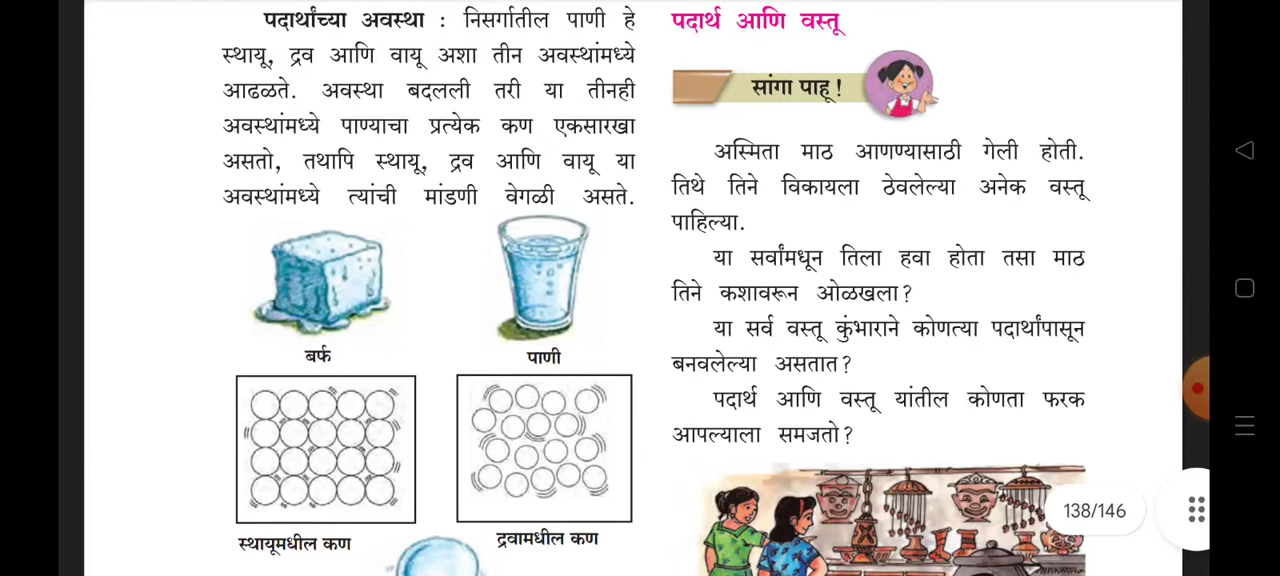 पदार्थांच्या अवस्था : निसर्गातील पाणी हे
स्थायू, द्रव आणि वायू अशा तीन अवस्थांमध्ये
आढळते. अवस्था बदलली तरी या तीनही
अवस्थांमध्ये पाण्याचा प्रत्येक कण एकसारखा
असतो, तथापि स्थायू, द्रव आणि वायू या
अवस्थांमध्ये त्यांची मांडणी वेगळी असते.
बर्फ
पाणी
स्थायूमधील कण
द्रवामधील कण
पदार्थ आणि वस्तू
सांगा पाहू !
अस्मिता माठ आणण्यासाठी गेली होती.
तिथे तिने विकायला ठेवलेल्या अनेक वस्तू
पाहिल्या.
या सर्वांमधून तिला हवा होता तसा माठ
तिने कशावरून ओळखला?
या सर्व वस्तू कुंभाराने कोणत्या पदार्थांपासून
बनवलेल्या असतात?
पदार्थ आणि वस्तू यांतील कोणता फरक
आपल्याला समजतो?
138/146